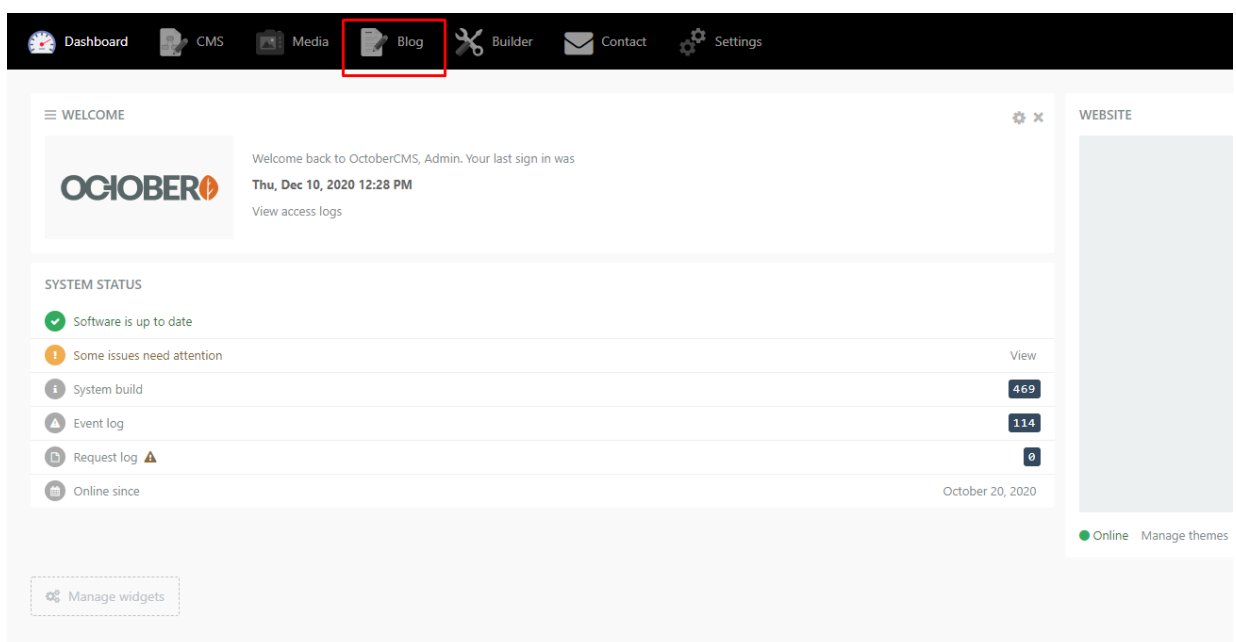 Dashboard CMS Media Blog Builder Contact Settings
WELCOME
OCTOBER
Welcome back to OctoberCMS, Admin. Your last sign in was
Thu, Dec 10, 2020 12:28 PM
View access logs
SYSTEM STATUS
Software is up to date
Some issues need attention View
System build 469
Event log 114
Request log 0
Online since October 20, 2020
Manage widgets
WEBSITE
Online Manage themes